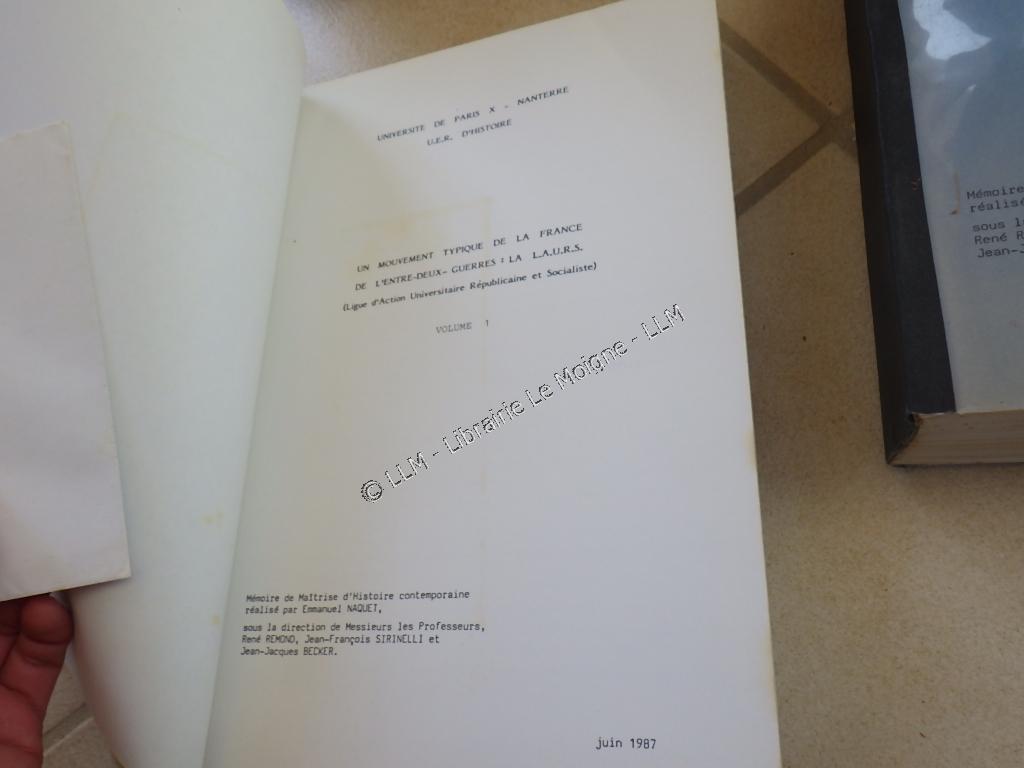 UNIVERSITE DE PARIS X - NANTERRE
U.E.R. D'HISTOIRE
UN MOUVEMENT TYPIQUE DE LA FRANCE
DE L'ENTRE-DEUX- GUERRES : LA L.A.U.R.S.
(Ligue d'Action Universitaire Républicaine et Socialiste)
VOLUME 1
© LLM - Librairie Le Moigne - LLM
Mémoire de Maîtrise d'Histoire contemporaine
réalisé par Emmanuel NAQUET,
sous la direction de Messieurs les Professeurs,
René REMOND, Jean-François SIRINELLI et
Jean-Jacques BECKER.
juin 1987
Mémoire
réalisé
sous l
René R
Jean-J